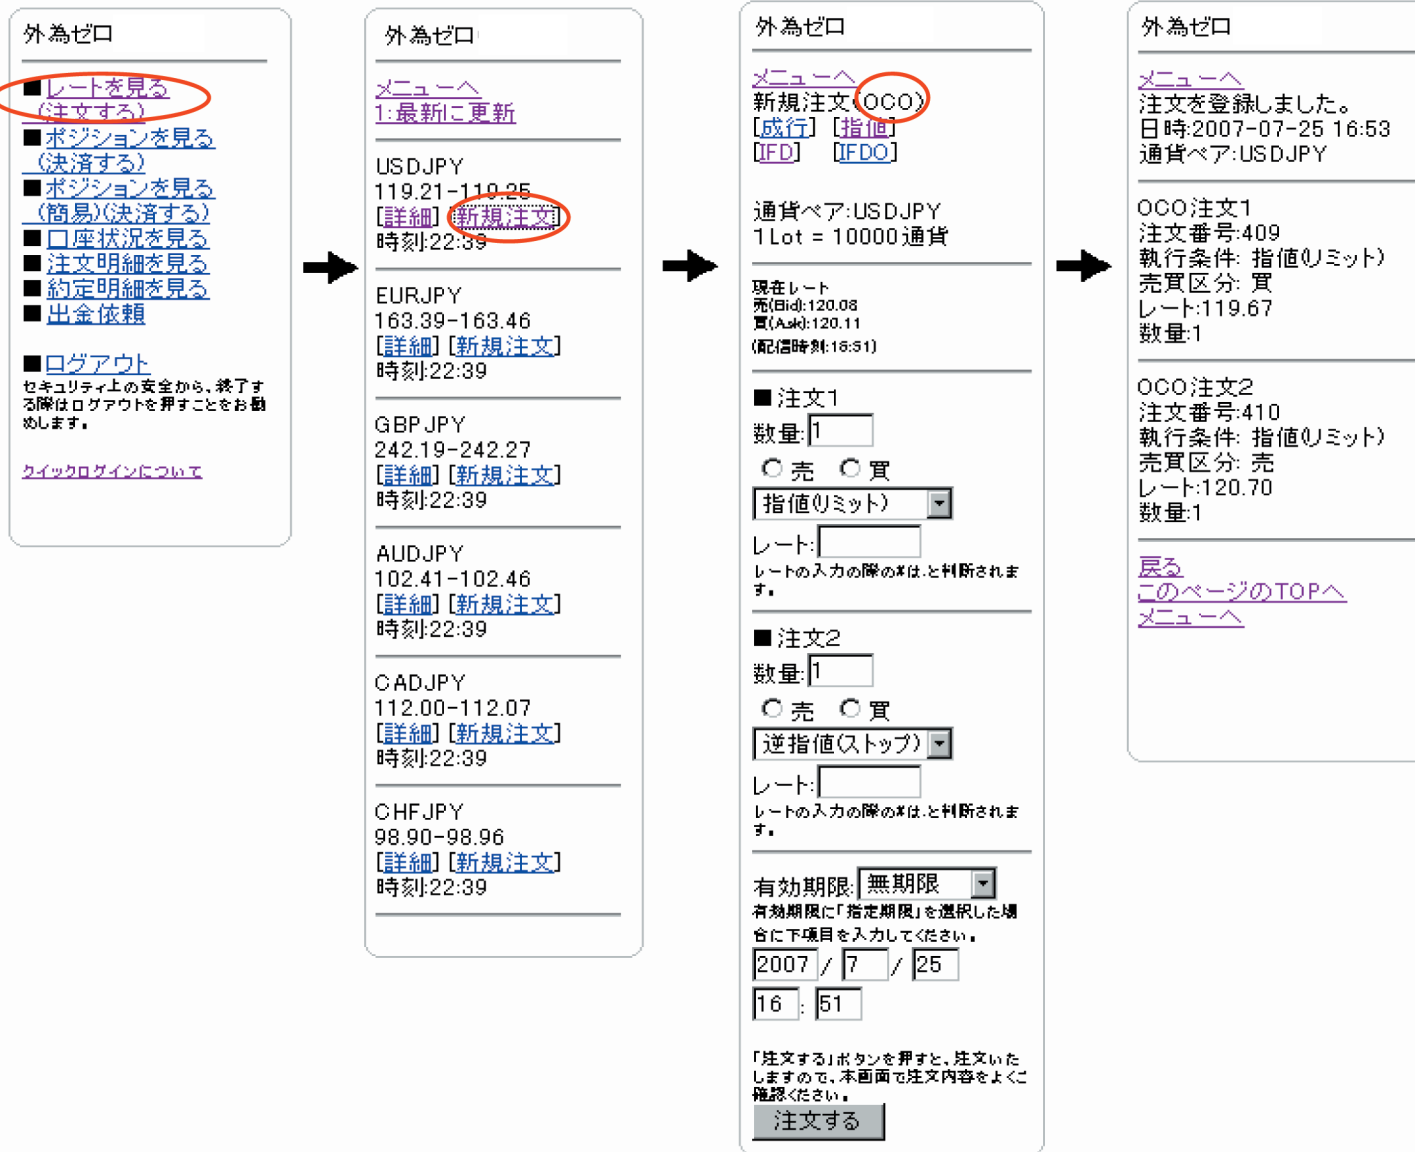 外為ゼロ
■レートを見る
(注文する)
■ポジションを見る
(決済する)
■ポジションを見る
(簡易)(決済する)
■口座状況を見る
■注文明細を見る
■約定明細を見る
■出金依頼
■ログアウト
セキュリティ上の安全から、終了す
る際はログアウトを押すことをお勧
めします。
クイックログインについて
外為ゼロ
メニューへ
1:最新に更新
USDJPY
119.21-119.25
[詳細] [新規注文]
時刻:22:39
EURJPY
163.39-163.46
[詳細] [新規注文]
時刻:22:39
GBPJPY
242.19-242.27
[詳細] [新規注文]
時刻:22:39
AUDJPY
102.41-102.46
[詳細] [新規注文]
時刻:22:39
CADJPY
112.00-112.07
[詳細] [新規注文]
時刻:22:39
CHFJPY
98.90-98.96
[詳細] [新規注文]
時刻:22:39
外為ゼロ
メニューへ
新規注文(OCO)
[成行] [指値]
[IFD] [IFDO]
通貨ペア:USDJPY
1Lot = 10000通貨
現在レート
売(Bid):120.08
買(Ask):120.11
(配信時刻:16:51)
■注文1
数量:1
売 買
指値(リミット)
レート:
レートの入力の際の*は.と判断されま
す。
■注文2
数量:1
売 買
逆指値(ストップ)
レート:
レートの入力の際の*は.と判断されま
す。
有効期限:無期限
有効期限に「指定期限」を選択した場
合に下項目を入力してください。
2007 / 7 / 25
16 : 51
「注文する」ボタンを押すと、注文いた
しますので、本画面で注文内容をよくご
確認ください。
注文する
外為ゼロ
メニューへ
注文を登録しました。
日時:2007-07-25 16:53
通貨ペア:USDJPY
OCO注文1
注文番号:409
執行条件: 指値(リミット)
売買区分: 買
レート:119.67
数量:1
OCO注文2
注文番号:410
執行条件: 指値(リミット)
売買区分: 売
レート:120.70
数量:1
戻る
このページのTOPへ
メニューへ